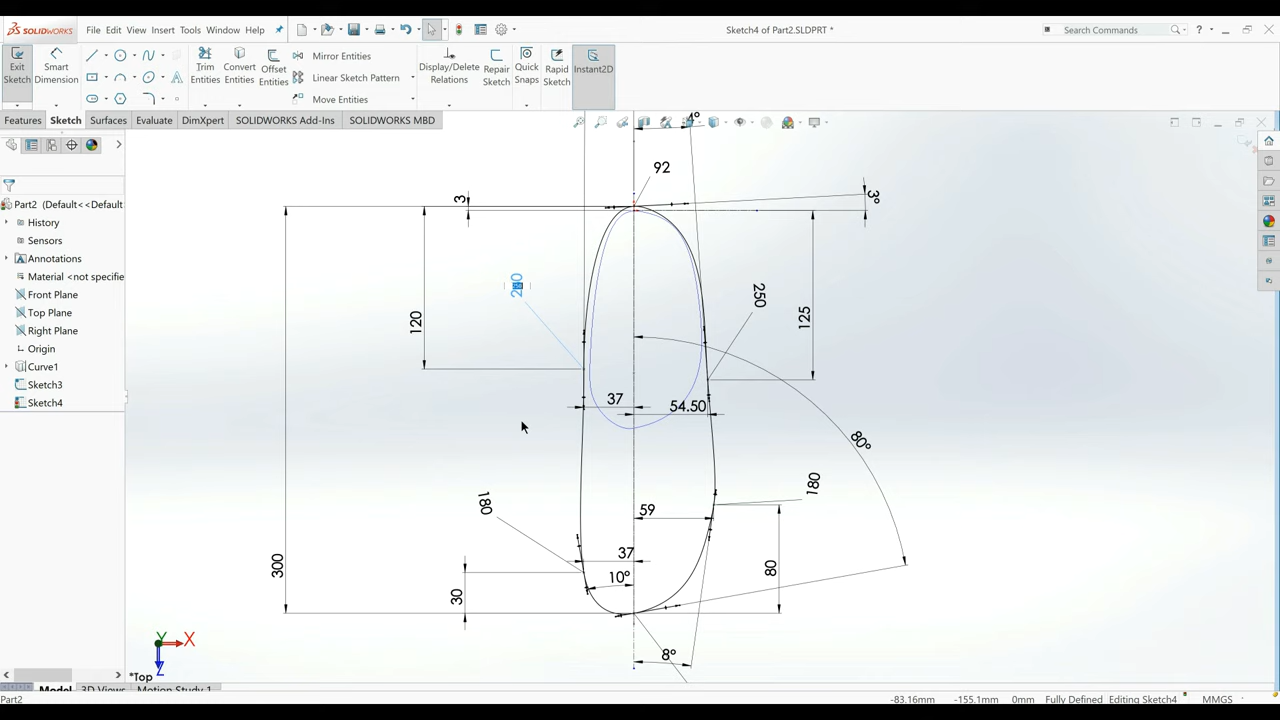 SOLIDWORKS File Edit View Insert Tools Window Help Sketch4 of Part2.SLDPRT * Search Commands
Exit Sketch Smart Dimension Trim Entities Convert Entities Offset Entities Mirror Entities Display/Delete Relations Repair Sketch Quick Snaps Rapid Sketch Instant2D
Linear Sketch Pattern
Move Entities
Features Sketch Surfaces Evaluate DimXpert SOLIDWORKS Add-Ins SOLIDWORKS MBD
4°
92
3
3°
Part2 (Default<<Default
History
Sensors
Annotations
Material <not specifie
Front Plane
Top Plane
Right Plane
Origin
Curve1
Sketch3
Sketch4
250
120
125
37
54.50
80°
180
180
59
37
10°
300
30
80
8°
Y
X
Z
*Top
Model 3D Views Motion Study 1
Part2 -83.16mm -155.1mm 0mm Fully Defined Editing Sketch4 MMGS